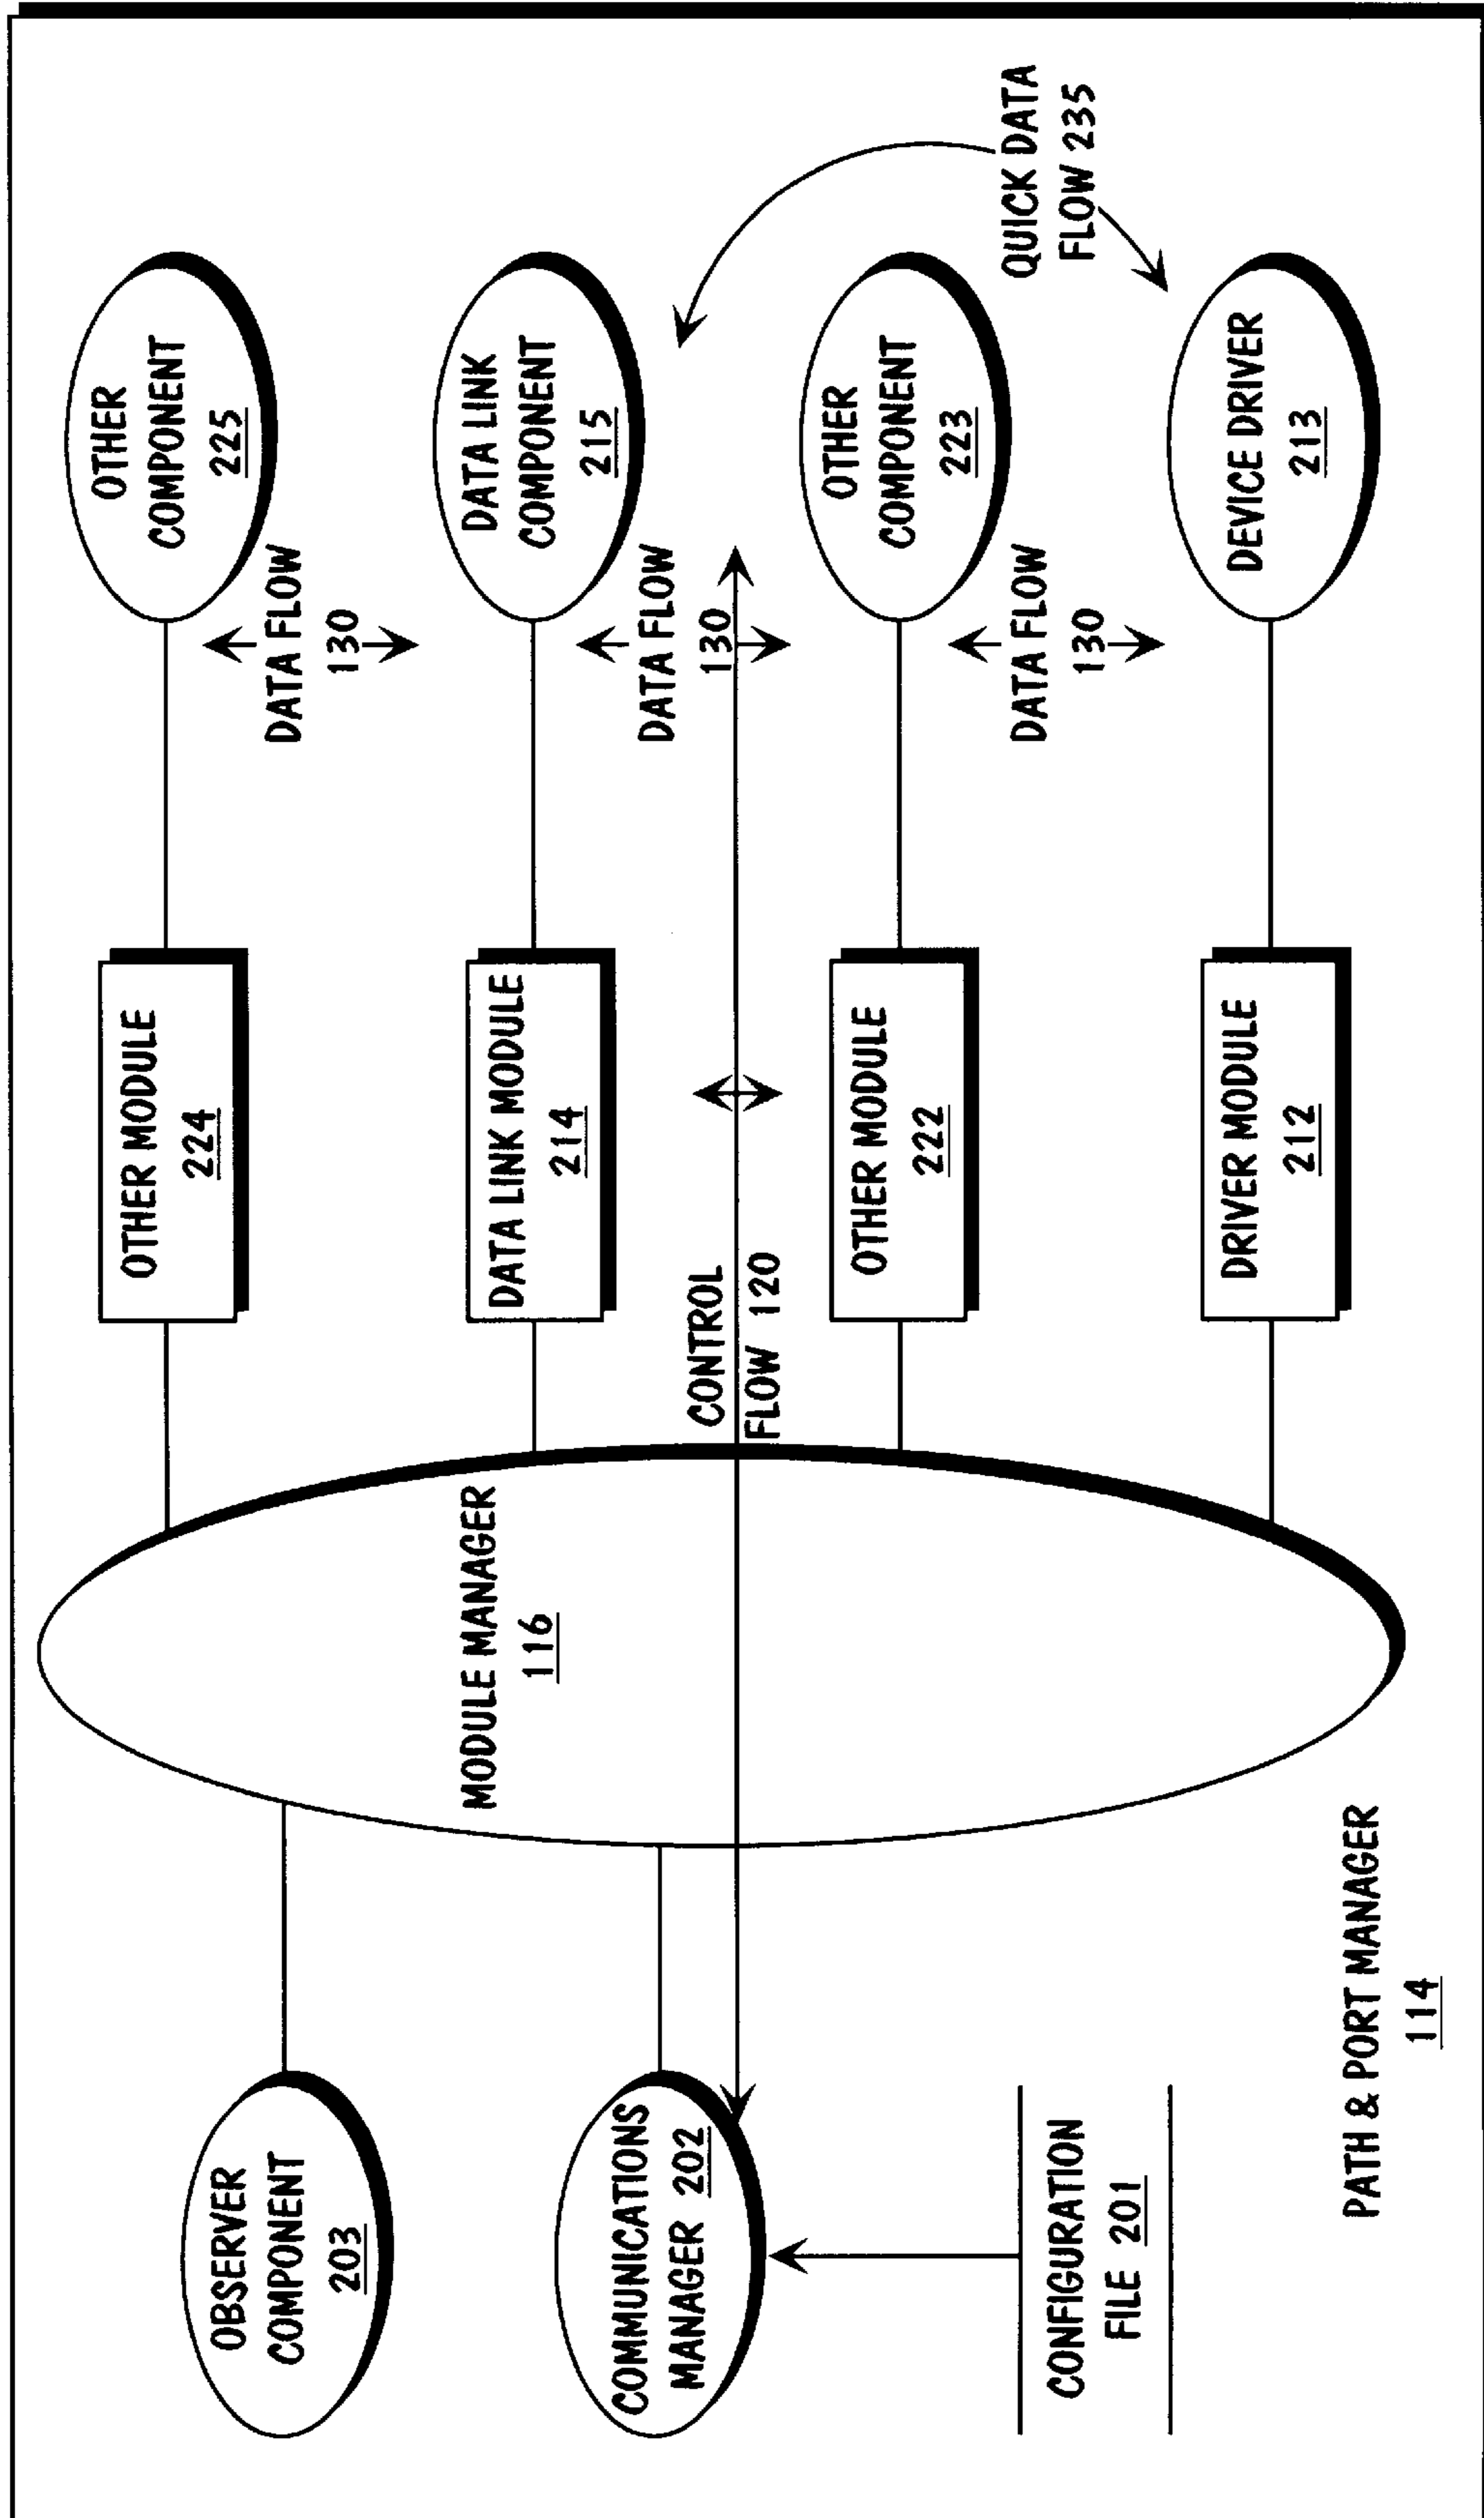 OBSERVER
COMPONENT
203
COMMUNICATIONS
MANAGER 202
CONFIGURATION
FILE 201
PATH & PORT MANAGER
114
MODULE MANAGER
116
CONTROL
FLOW 120
OTHER MODULE
224
DATA LINK MODULE
214
OTHER MODULE
222
DRIVER MODULE
212
DATA FLOW
130
DATA FLOW
130
DATA FLOW
130
OTHER
COMPONENT
225
DATA LINK
COMPONENT
215
OTHER
COMPONENT
223
DEVICE DRIVER
213
QUICK DATA
FLOW 235